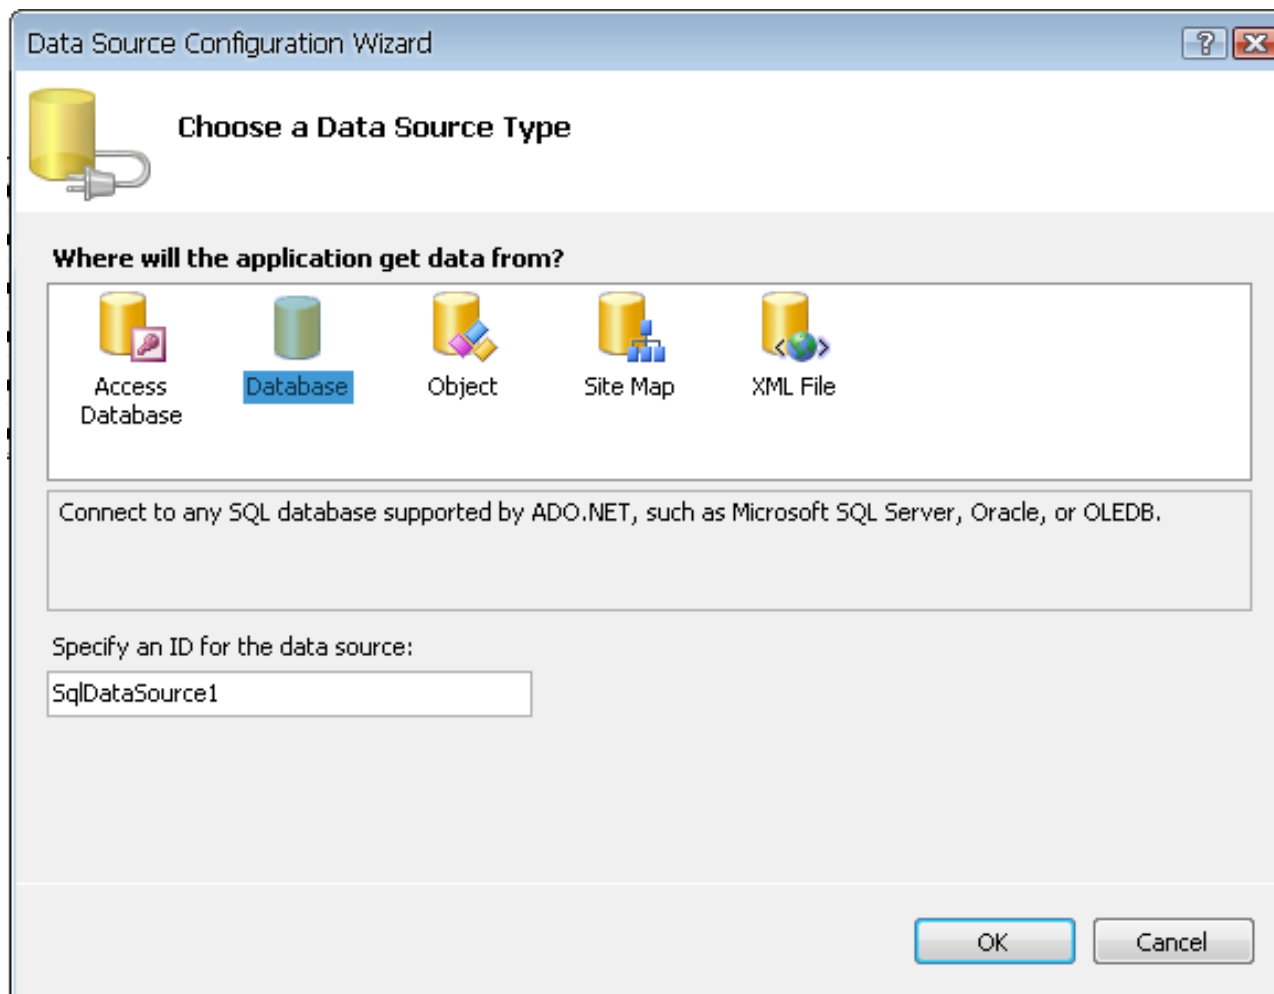 Data Source Configuration Wizard
Choose a Data Source Type
Where will the application get data from?
Access Database
Database
Object
Site Map
XML File
Connect to any SQL database supported by ADO.NET, such as Microsoft SQL Server, Oracle, or OLEDB.
Specify an ID for the data source:
SqlDataSource1
OK
Cancel